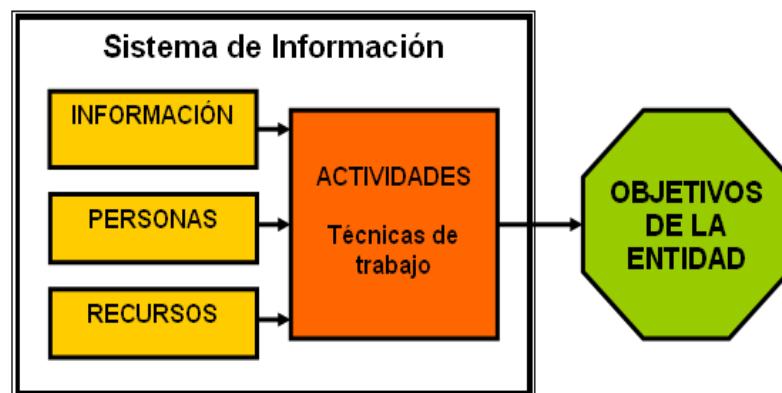 Sistema de Información
INFORMACIÓN
PERSONAS
RECURSOS
ACTIVIDADES
Técnicas de
trabajo
OBJETIVOS
DE LA
ENTIDAD